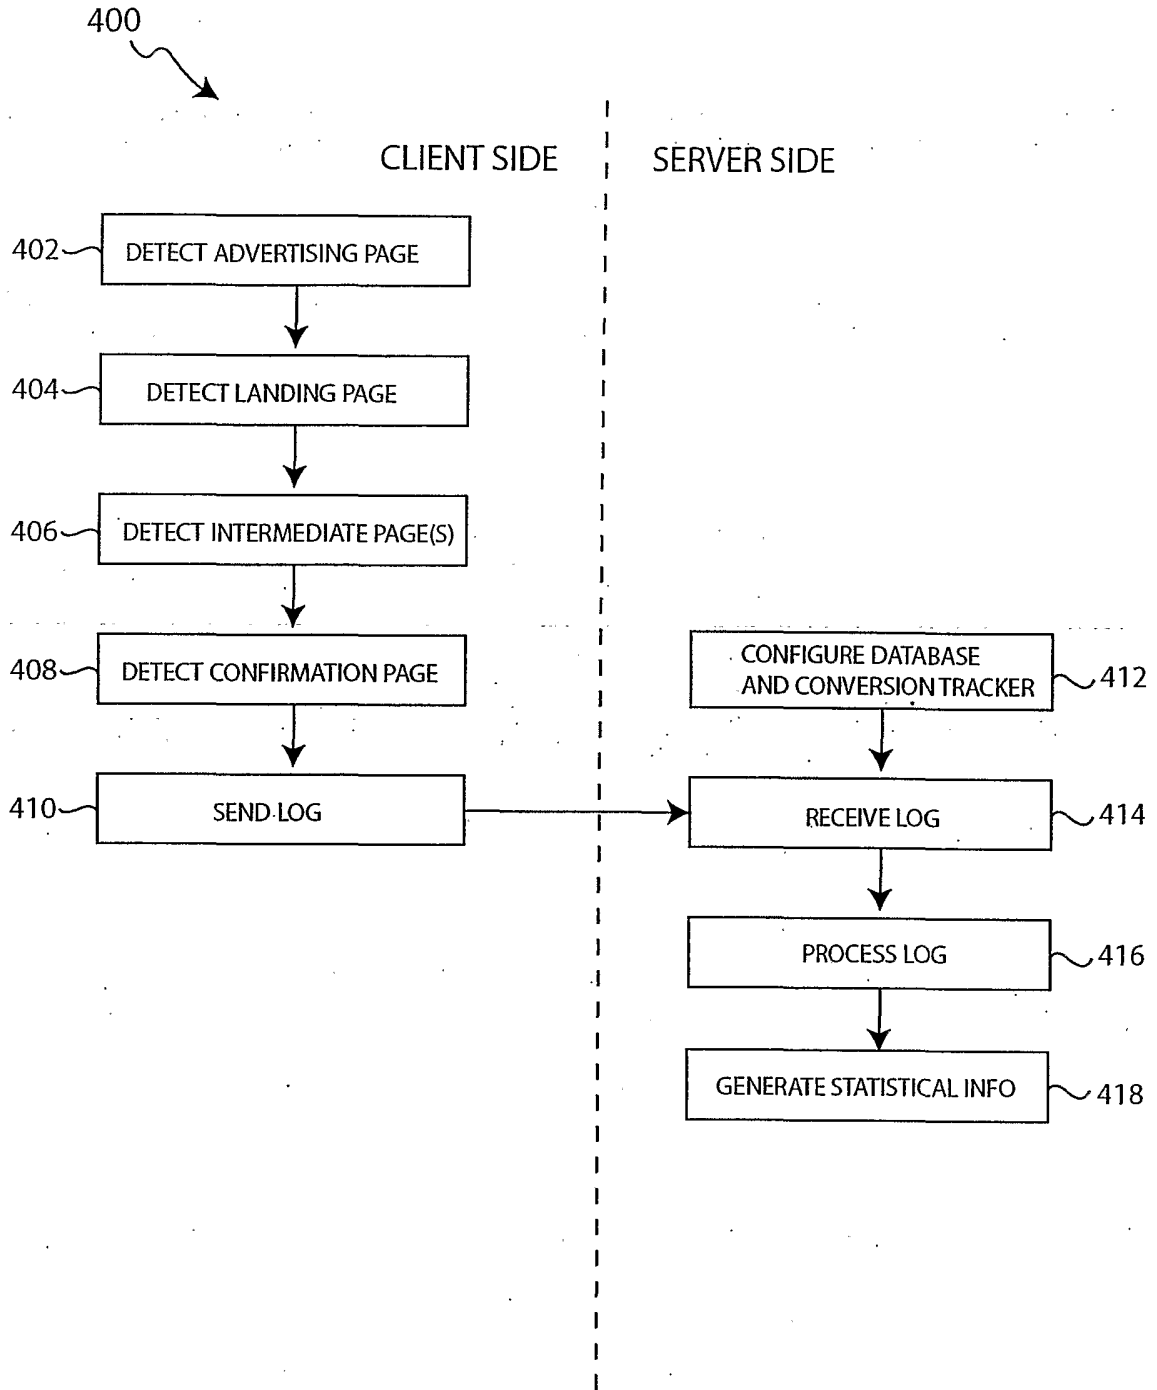 400
CLIENT SIDE
SERVER SIDE
402
DETECT ADVERTISING PAGE
404
DETECT LANDING PAGE
406
DETECT INTERMEDIATE PAGE(S)
408
DETECT CONFIRMATION PAGE
410
SEND LOG
CONFIGURE DATABASE
AND CONVERSION TRACKER
412
RECEIVE LOG
414
PROCESS LOG
416
GENERATE STATISTICAL INFO
418